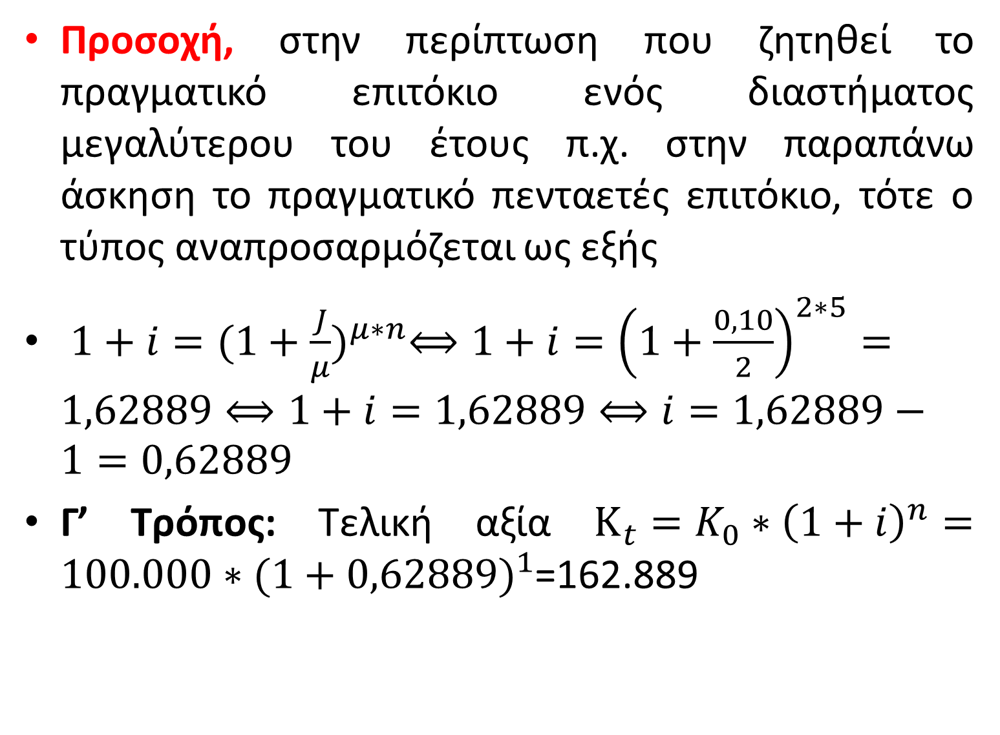 • Προσοχή, στην περίπτωση που ζητηθεί το
πραγματικό επιτόκιο ενός διαστήματος
μεγαλύτερου του έτους π.χ. στην παραπάνω
άσκηση το πραγματικό πενταετές επιτόκιο, τότε ο
τύπος αναπροσαρμόζεται ως εξής
• $1 + i = (1 + \frac{J}{\mu})^{\mu * n} \Leftrightarrow 1 + i = \left(1 + \frac{0,10}{2}\right)^{2*5} =$
$1,62889 \Leftrightarrow 1 + i = 1,62889 \Leftrightarrow i = 1,62889 -$
$1 = 0,62889$
• Γ’ Τρόπος: Τελική αξία $Κ_t = K_0 * (1 + i)^n =$
$100.000 * (1 + 0,62889)^1$=162.889